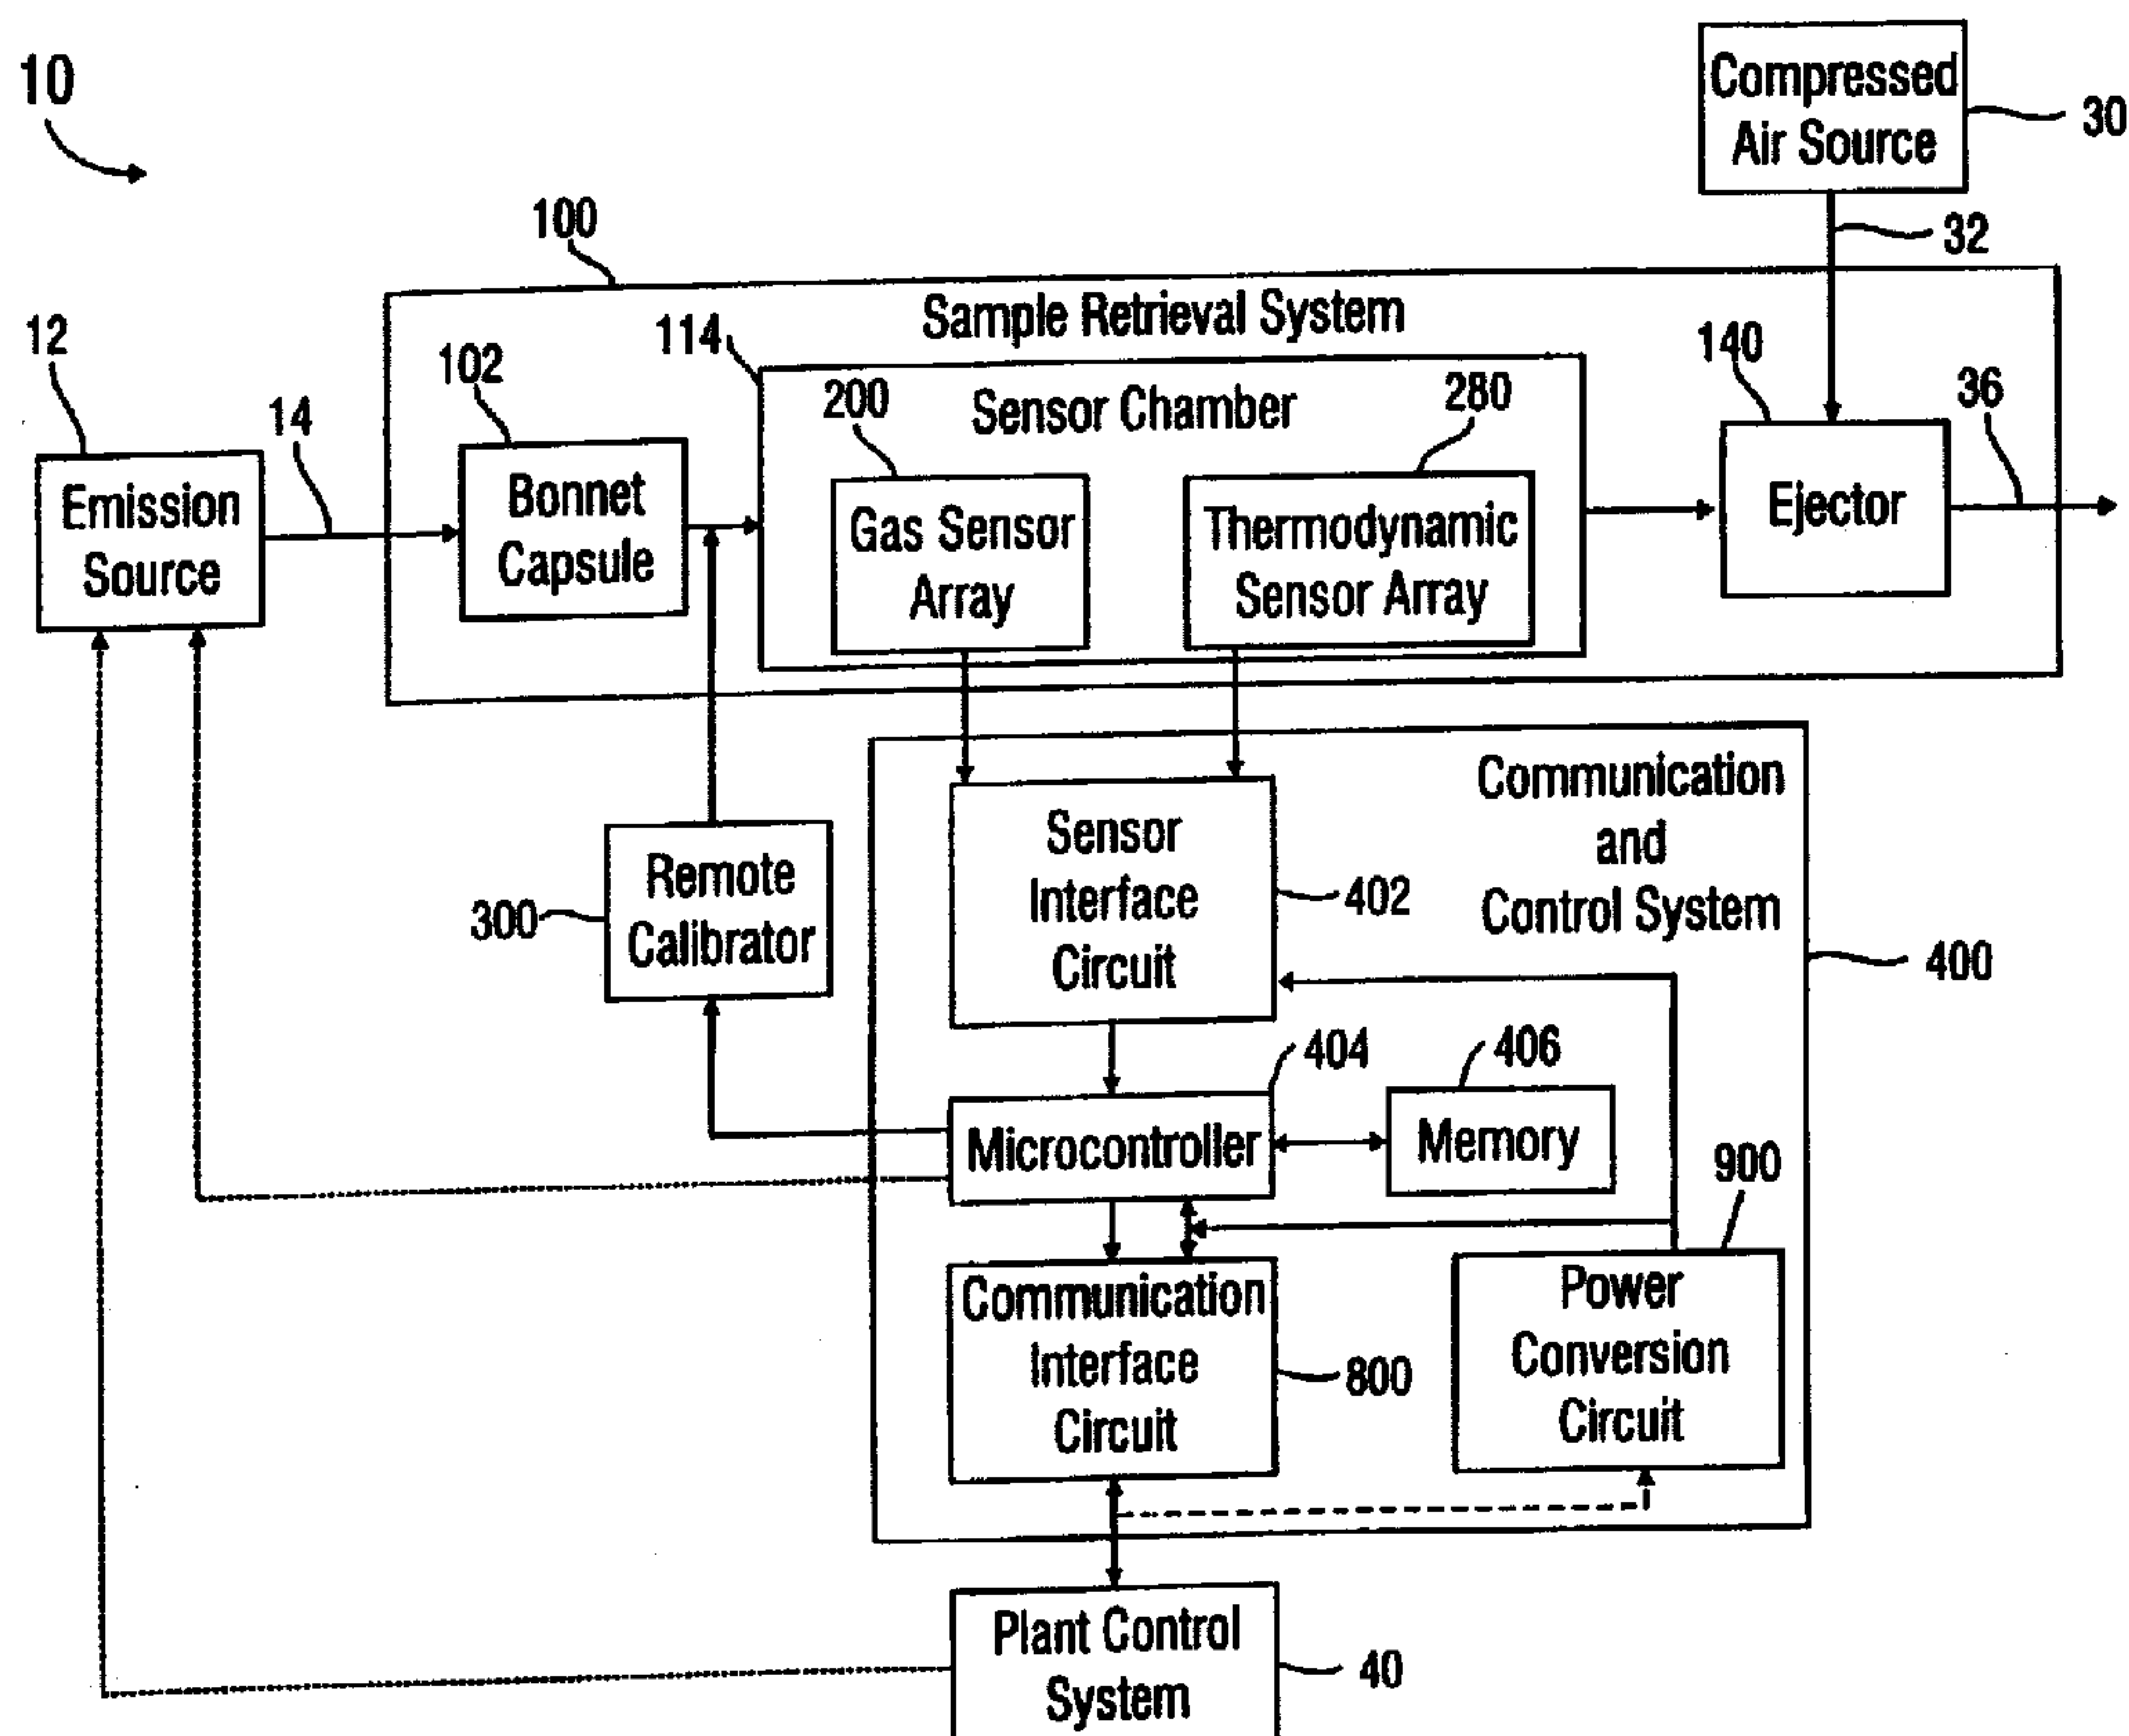 10
Compressed
Air Source
30
32
100
Sample Retrieval System
12
14
102
114
Sensor Chamber
200
280
140
36
Emission
Source
Bonnet
Capsule
Gas Sensor
Array
Thermodynamic
Sensor Array
Ejector
Communication
and
Control System
400
Sensor
Interface
Circuit
402
Remote
Calibrator
300
404
406
Microcontroller
Memory
900
Communication
Interface
Circuit
800
Power
Conversion
Circuit
Plant Control
System
40